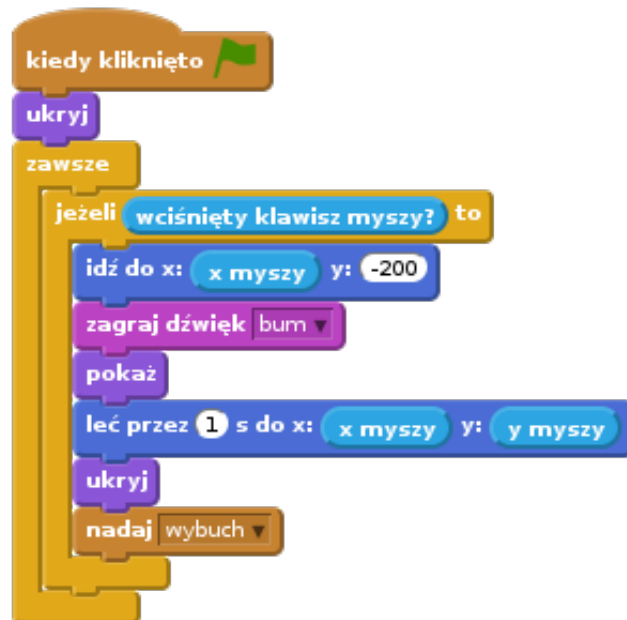 kiedy kliknięto
ukryj
zawsze
jeżeli wciśnięty klawisz myszy? to
idź do x: x myszy y: -200
zagraj dźwięk bum
pokaż
leć przez 1 s do x: x myszy y: y myszy
ukryj
nadaj wybuch